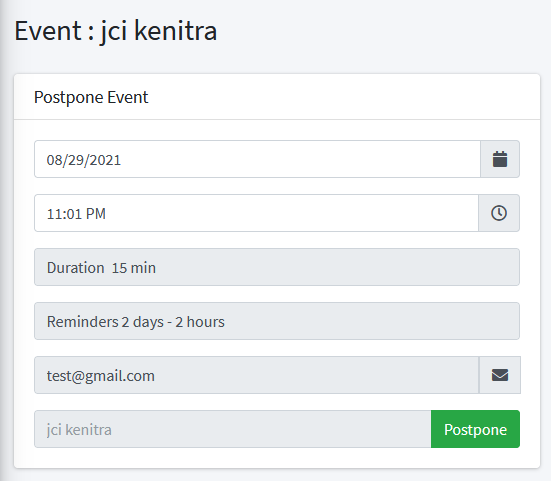 Event : jci kenitra
Postpone Event
08/29/2021
11:01 PM
Duration  15 min
Reminders 2 days - 2 hours
test@gmail.com
jci kenitra
Postpone